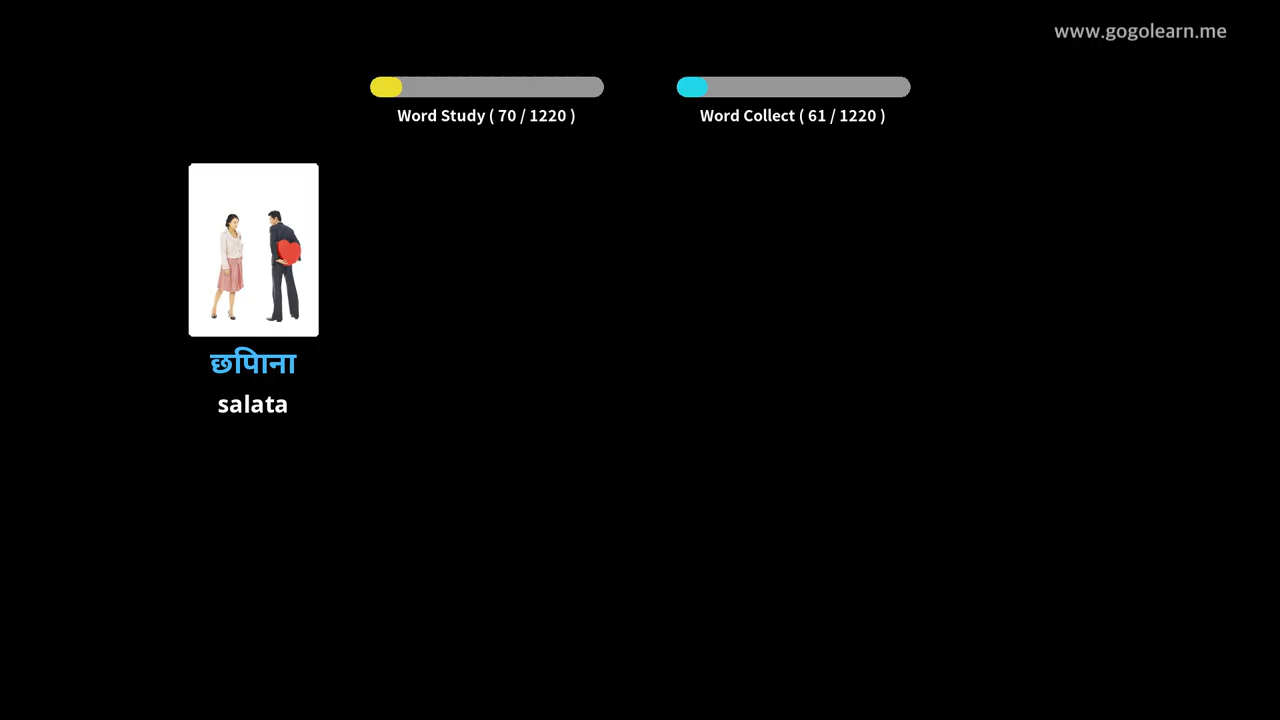 www.gogolearn.me
Word Study ( 70 / 1220 )
Word Collect ( 61 / 1220 )
छिपाना
salata